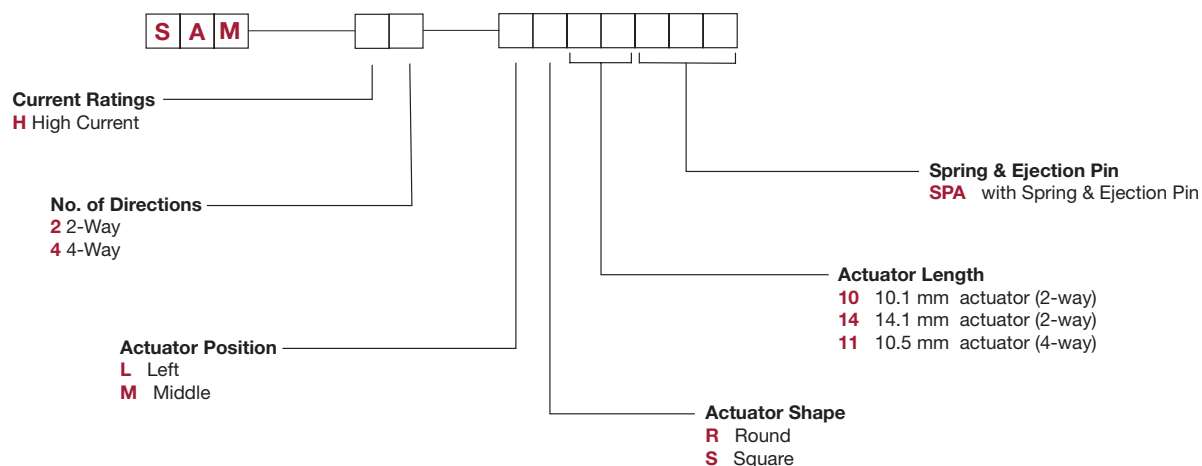 SAM
Current Ratings
H High Current
No. of Directions
2 2-Way
4 4-Way
Actuator Position
L Left
M Middle
Spring & Ejection Pin
SPA with Spring & Ejection Pin
Actuator Length
10 10.1 mm actuator (2-way)
14 14.1 mm actuator (2-way)
11 10.5 mm actuator (4-way)
Actuator Shape
R Round
S Square